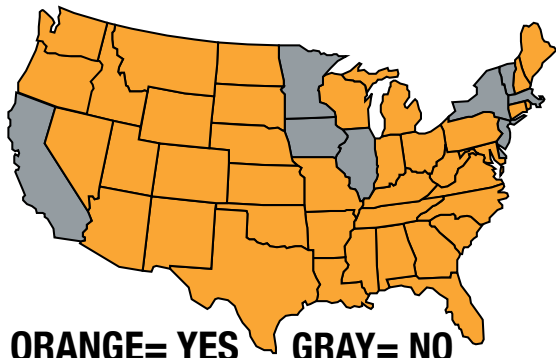 ORANGE= YES GRAY= NO